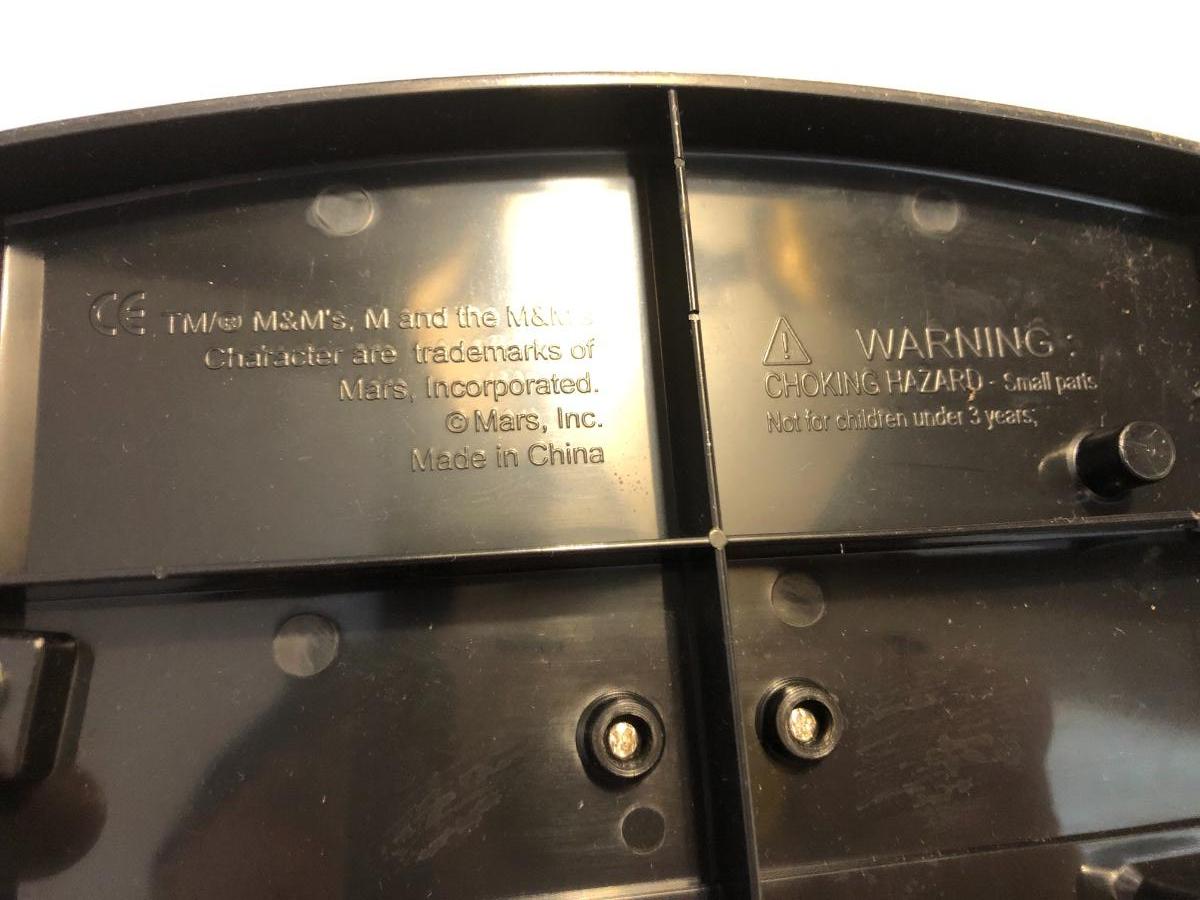 CE TM/® M&M's, M and the M&M's
Character are trademarks of
Mars, Incorporated.
© Mars, Inc.
Made in China
WARNING :
CHOKING HAZARD - Small parts
Not for children under 3 years;